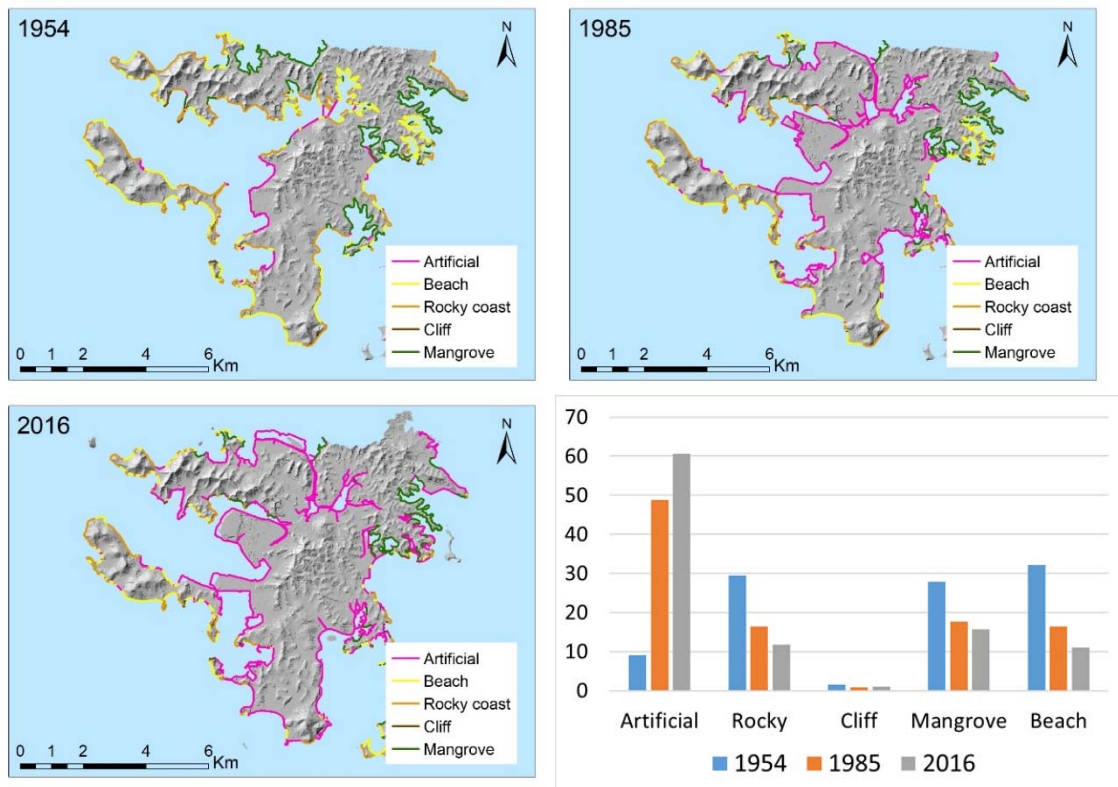 1954
N
Artificial
Beach
Rocky coast
Cliff
Mangrove
0 1 2 4 6
Km
1985
N
Artificial
Beach
Rocky coast
Cliff
Mangrove
0 1 2 4 6
Km
2016
N
Artificial
Beach
Rocky coast
Cliff
Mangrove
0 1 2 4 6
Km
70
60
50
40
30
20
10
0
Artificial Rocky Cliff Mangrove Beach
1954 1985 2016